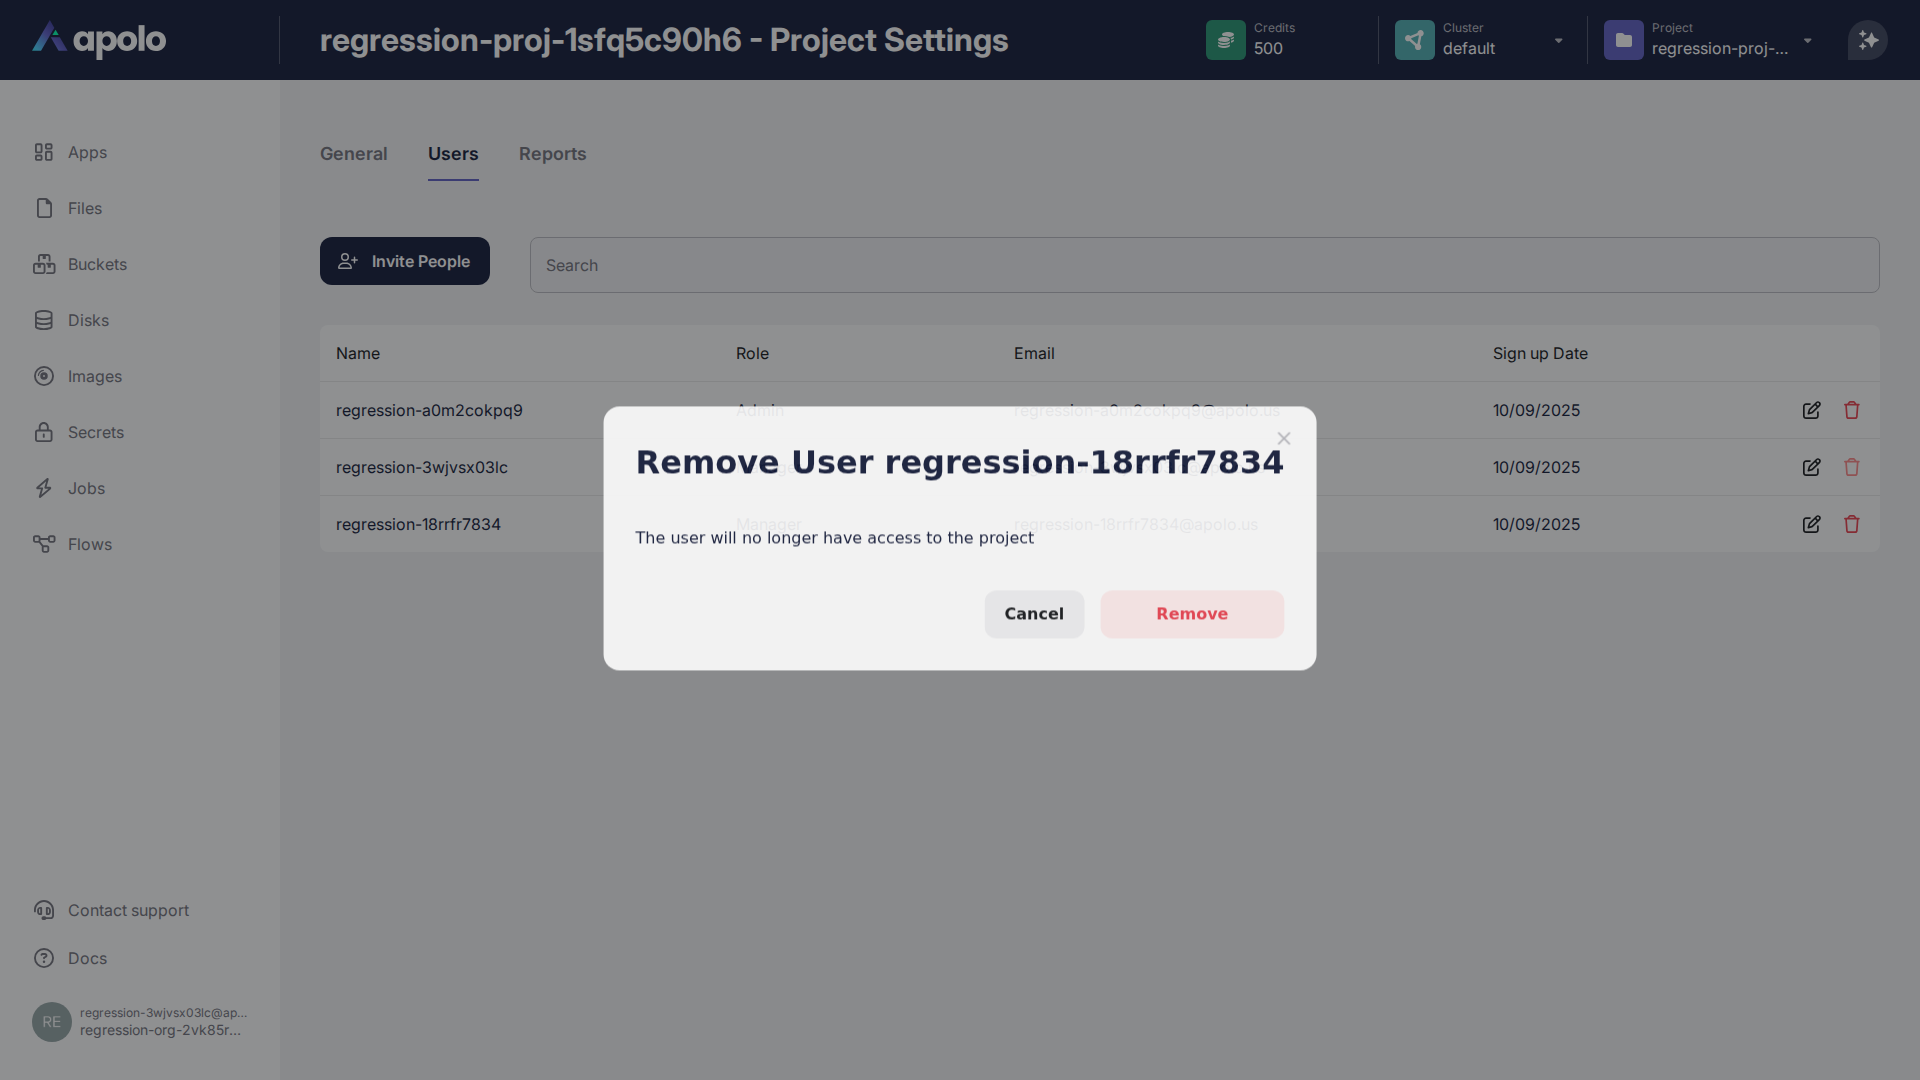 apolo
regression-proj-1sfq5c90h6 - Project Settings
Credits
500
Cluster
default
Project
regression-proj-...
Apps
Files
Buckets
Disks
Images
Secrets
Jobs
Flows
General Users Reports
Invite People
Search
Name Role Email Sign up Date
regression-a0m2cokpq9 Admin regression-a0m2cokpq9@apolo.us 10/09/2025
regression-3wjvsx03lc 10/09/2025
regression-18rrfr7834 Manager regression-18rrfr7834@apolo.us 10/09/2025
Remove User regression-18rrfr7834
The user will no longer have access to the project
Cancel Remove
Contact support
Docs
RE
regression-3wjvsx03lc@ap...
regression-org-2vk85r...